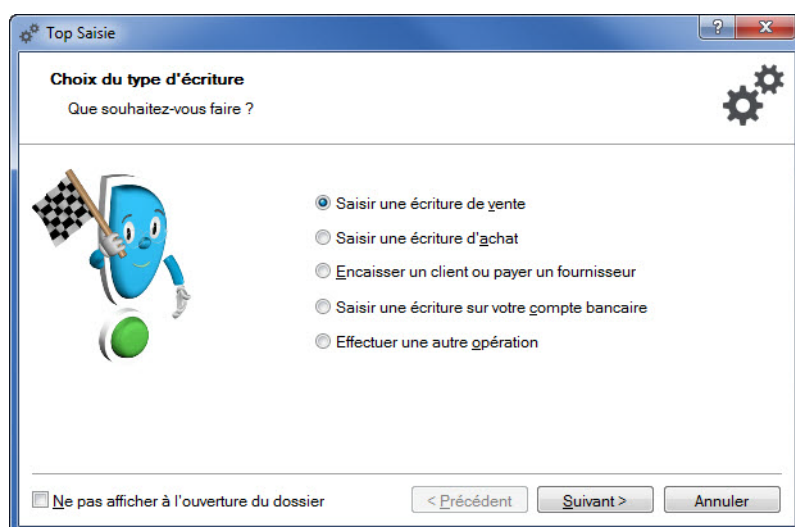 Top Saisie
Choix du type d'écriture
Que souhaitez-vous faire ?
Saisir une écriture de vente
Saisir une écriture d'achat
Encaisser un client ou payer un fournisseur
Saisir une écriture sur votre compte bancaire
Effectuer une autre opération
Ne pas afficher à l'ouverture du dossier
< Précédent
Suivant >
Annuler